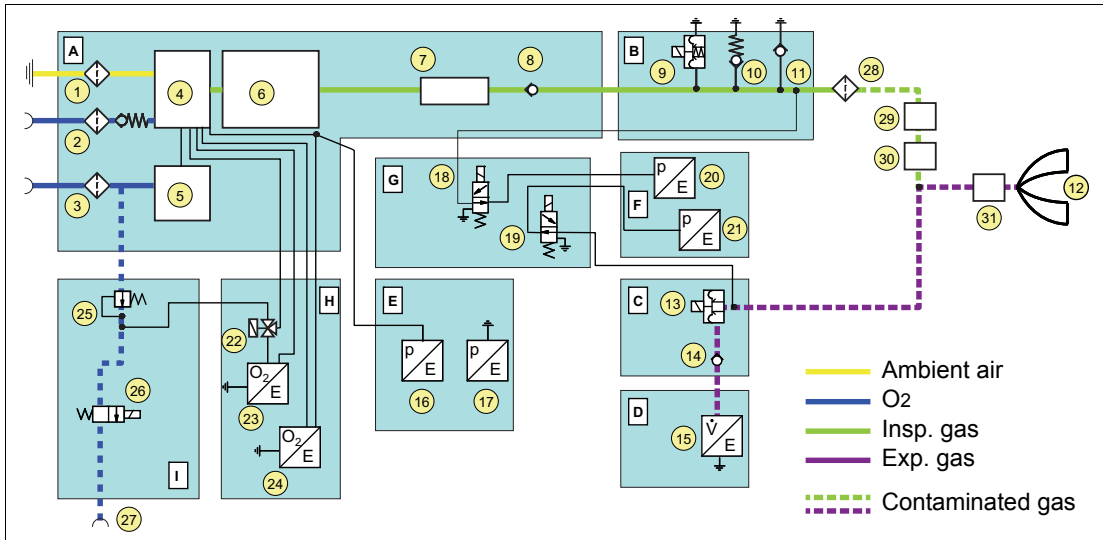 A
B
7
8
9
10
11
28
1
4
6
29
2
30
12
G
18
p
E
20
5
F
3
31
19
p
E
21
H
E
C
13
25
22
14
Ambient air
p
E
p
E
O2
O2
E
16
17
D
26
Insp. gas
23
15
V̇
E
O2
E
Exp. gas
I
24
Contaminated gas
27